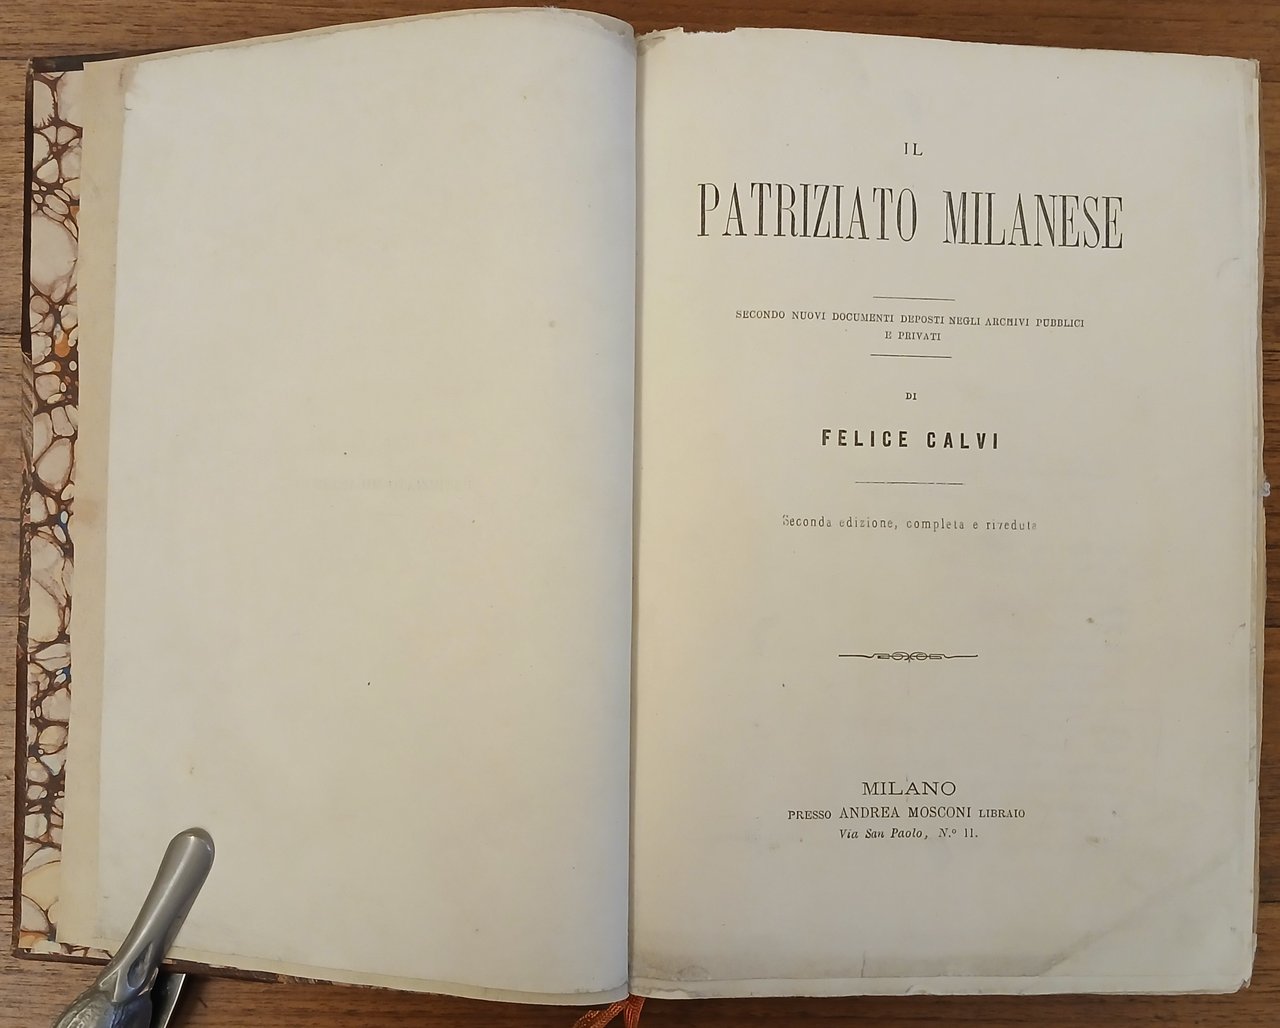 IL
PATRIZIATO MILANESE
SECONDO NUOVI DOCUMENTI DEPOSTI NEGLI ARCHIVI PUBBLICI
E PRIVATI
DI
FELICE CALVI
Seconda edizione, completa e riveduta
MILANO
PRESSO ANDREA MOSCONI LIBRAIO
Via San Paolo, N.º 11.